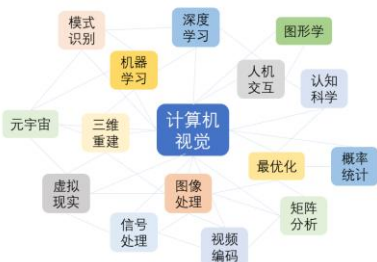 模式
识别
深度
学习
图形学
机器
学习
人机
交互
认知
科学
计算机
视觉
元宇宙
三维
重建
最优化
概率
统计
虚拟
现实
图像
处理
矩阵
分析
信号
处理
视频
编码